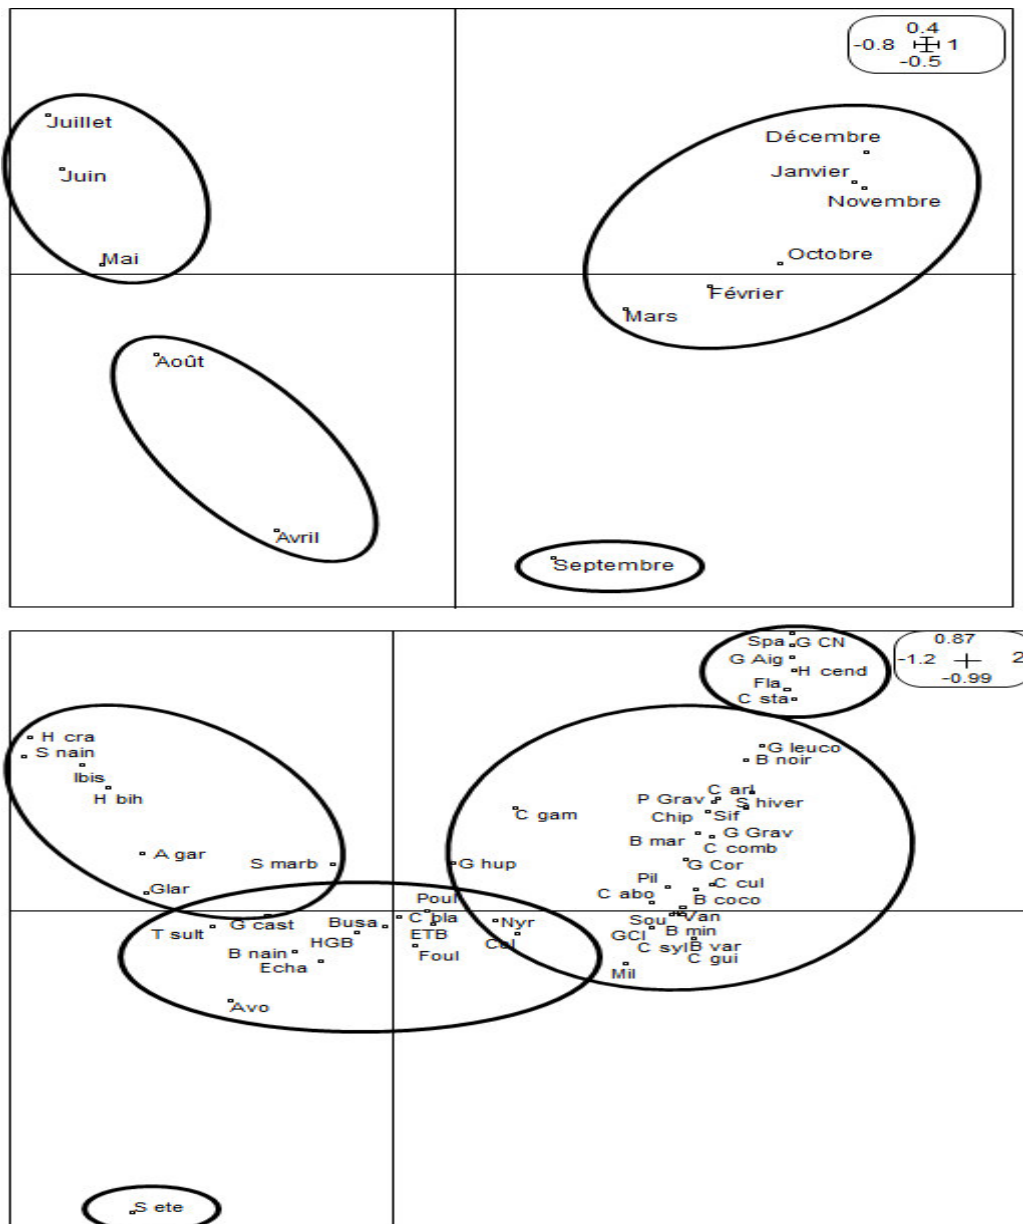 0.4
-0.8 1
-0.5
Juillet
Décembre
Juin
Janvier
Novembre
Mai
Octobre
Février
Mars
Août
Avril
Septembre
0.87
-1.2 2
-0.99
Spa G CN
G Aig
H cend
Fla
C sta
H cra
S nain
Ibis
H bih
G leuco
B noir
C arl
P Grav
S hiver
C gam
Chip
Sif
B mar
G Grav
C comb
A gar
S marb
G hup
G Cor
Glar
Pil
C cul
C abo
B coco
Poul
G cast
C bla
T sult
Busa
ETB
Nyr
Sou
Van
B min
HGB
Col
GCI
B nain
Foul
C syl
B var
Echa
C gui
Mil
Avo
S ete